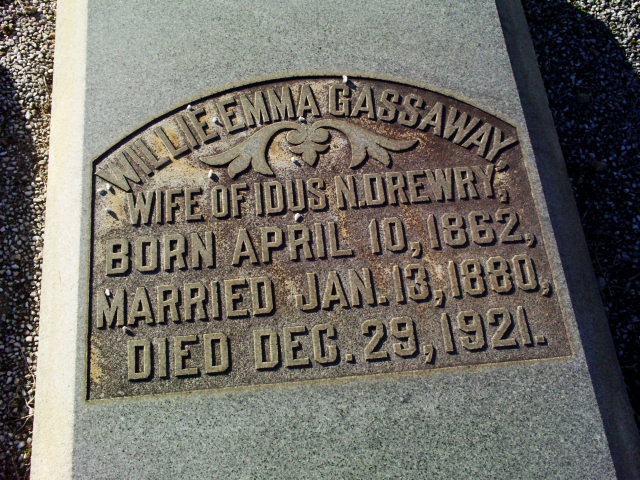 WILLIE EMMA GASSAWAY,
WIFE OF IDUS N. DREWRY,
BORN APRIL 10, 1862,
MARRIED JAN. 13, 1880,
DIED DEC. 29, 1921.